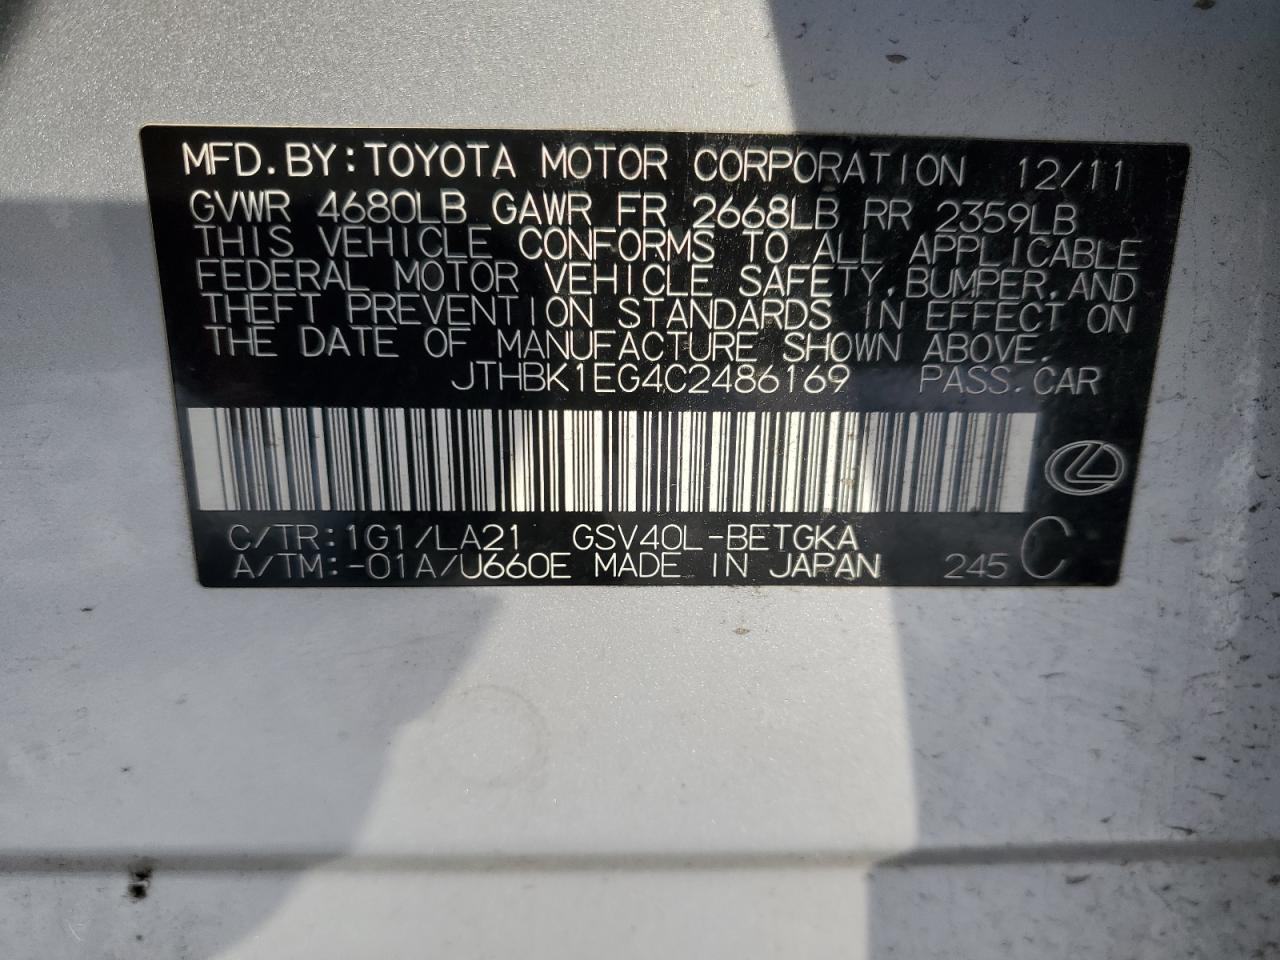 MFD.BY:TOYOTA MOTOR CORPORATION 12/11
GVWR 4680LB GAWR FR 2668LB RR 2359LB
THIS VEHICLE CONFORMS TO ALL APPLICABLE
FEDERAL MOTOR VEHICLE SAFETY,BUMPER,AND
THEFT PREVENTION STANDARDS IN EFFECT ON
THE DATE OF MANUFACTURE SHOWN ABOVE.
JTHBK1EG4C2486169 PASS.CAR
C/TR:1G1/LA21 GSV40L-BETGKA
A/TM:-01A/U660E MADE IN JAPAN 245 C